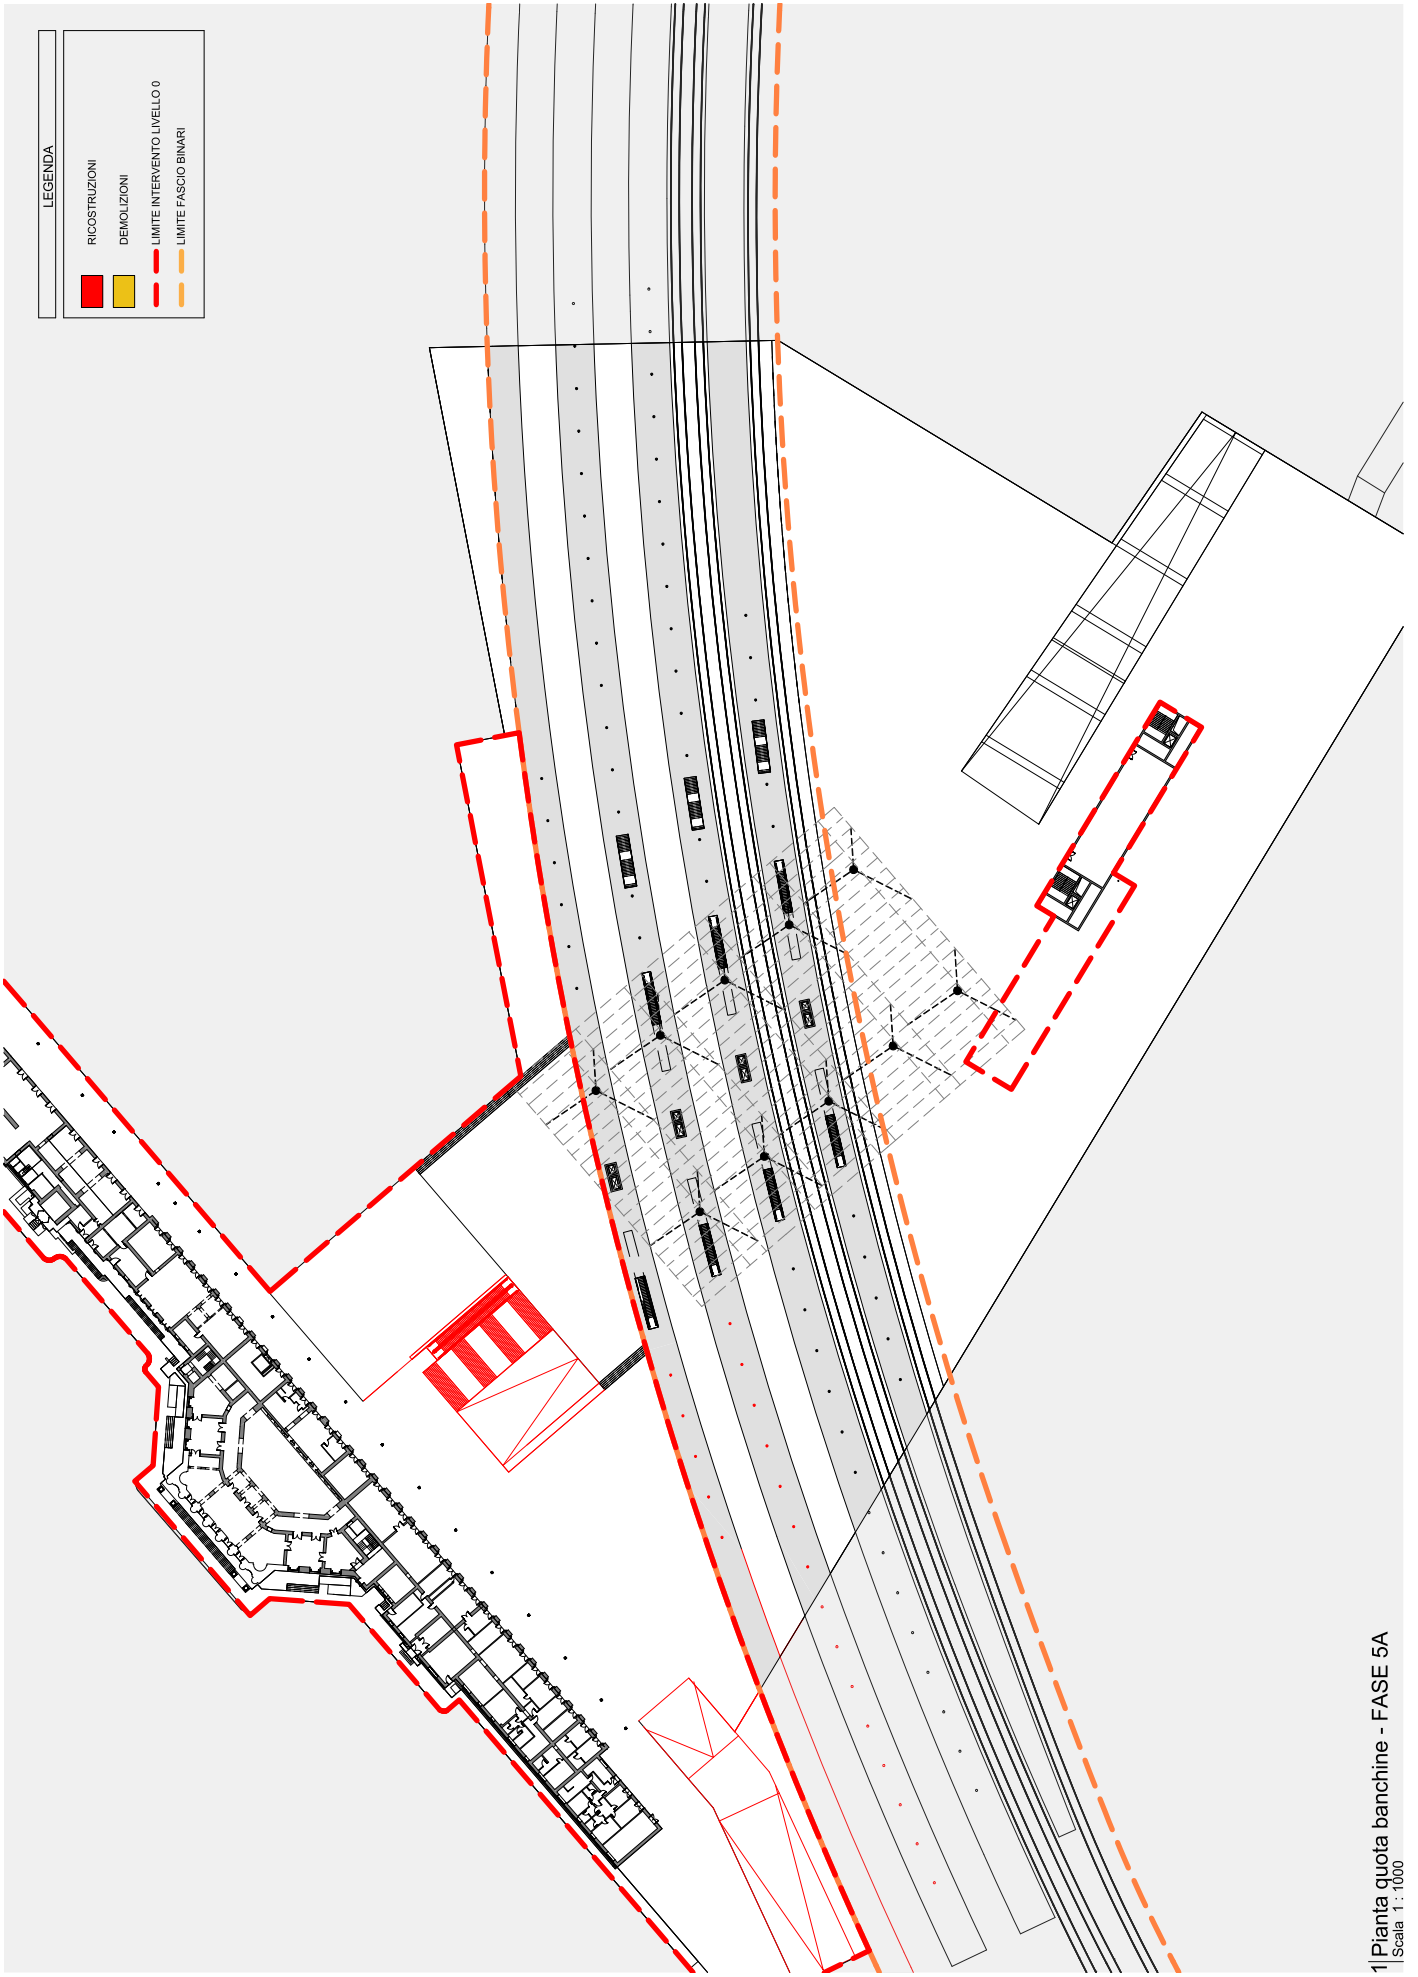 LEGENDA
RICOSTRUZIONI
DEMOLIZIONI
LIMITE INTERVENTO LIVELLO 0
LIMITE FASCIO BINARI
1 Pianta quota banchine - FASE 5A
Scala 1 : 1000